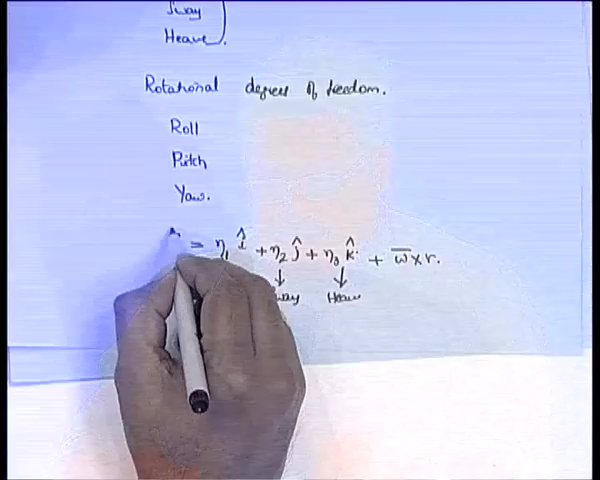 Sway
Heave
Rotational degrees of freedom.
Roll
Pitch
Yaw.
= η₁ î + η₂ ĵ + η₃ k̂ + ω̅ x r.
Heave